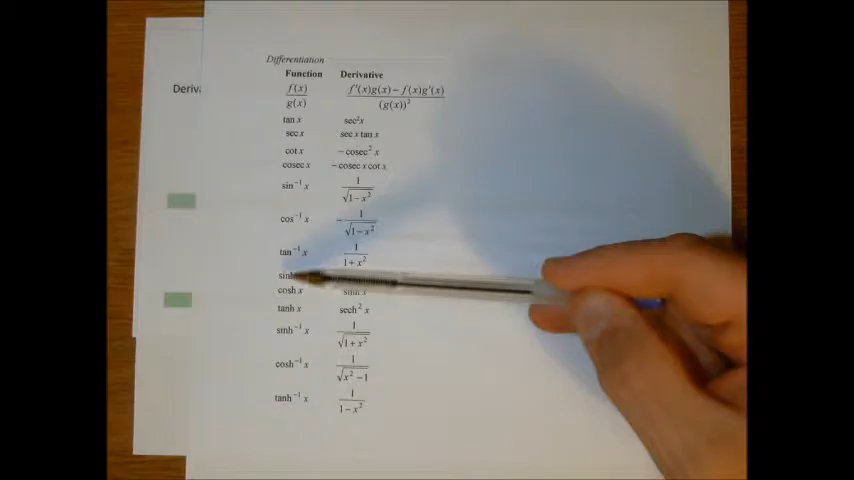 Differentiation
Function Derivative
f(x)/g(x) (f'(x)g(x) − f(x)g'(x))/(g(x))²
tan x sec²x
sec x sec x tan x
cot x − cosec² x
cosec x − cosec x cot x
sin⁻¹ x 1/√(1−x²)
cos⁻¹ x −1/√(1−x²)
tan⁻¹ x 1/(1+x²)
cosh x sinh x
tanh x sech² x
sinh⁻¹ x 1/√(1+x²)
cosh⁻¹ x 1/√(x²−1)
tanh⁻¹ x 1/(1−x²)